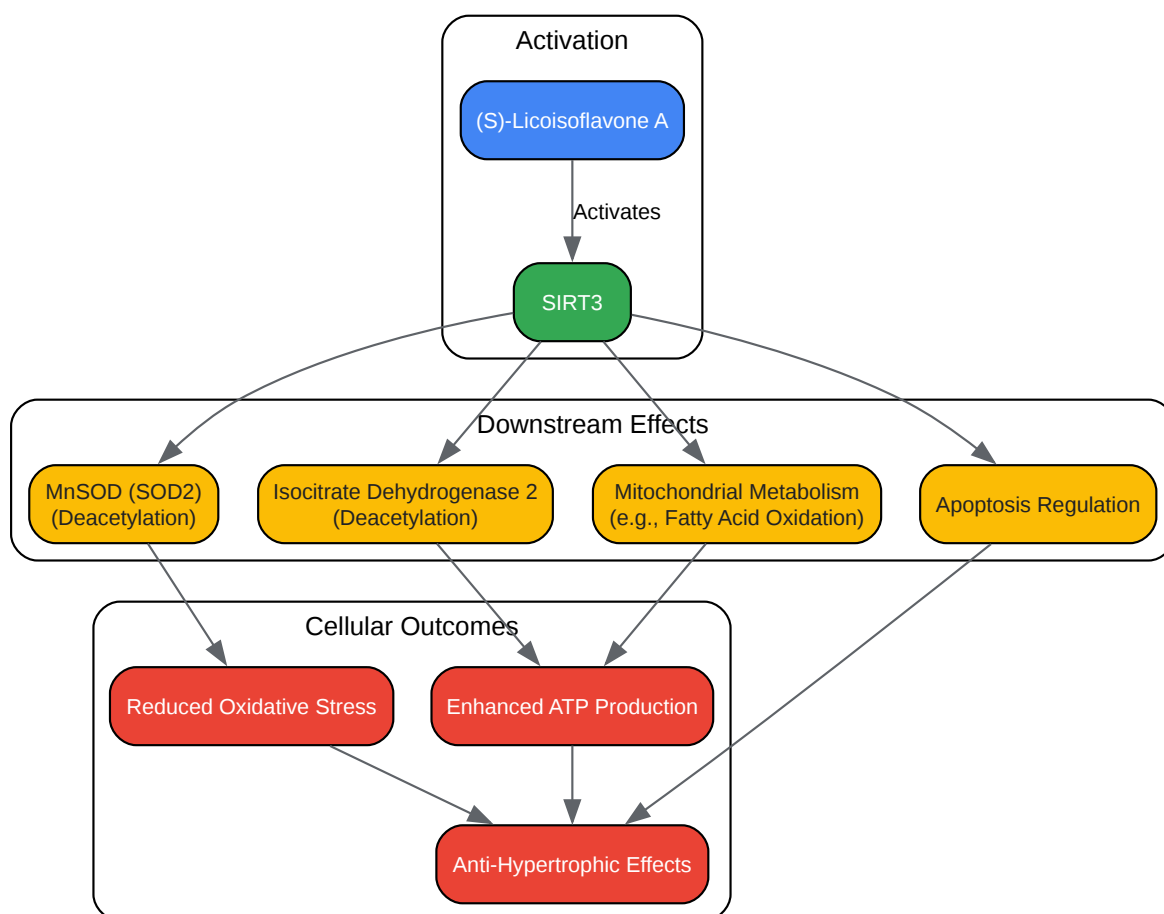 Activation
(S)-Licoisoflavone A
Activates
SIRT3
Downstream Effects
MnSOD (SOD2)
(Deacetylation)
Isocitrate Dehydrogenase 2
(Deacetylation)
Mitochondrial Metabolism
(e.g., Fatty Acid Oxidation)
Apoptosis Regulation
Cellular Outcomes
Reduced Oxidative Stress
Enhanced ATP Production
Anti-Hypertrophic Effects